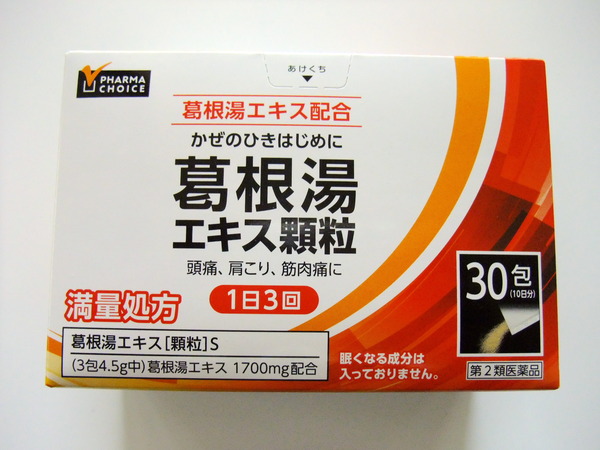 PHARMA
CHOICE
あけくち
葛根湯エキス配合
かぜのひきはじめに
葛根湯
エキス顆粒
頭痛、肩こり、筋肉痛に
満量処方
1日3回
葛根湯エキス[顆粒]S
(3包4.5g中)葛根湯エキス 1700mg配合
30包
(10日分)
眠くなる成分は
入っておりません。
第2類医薬品